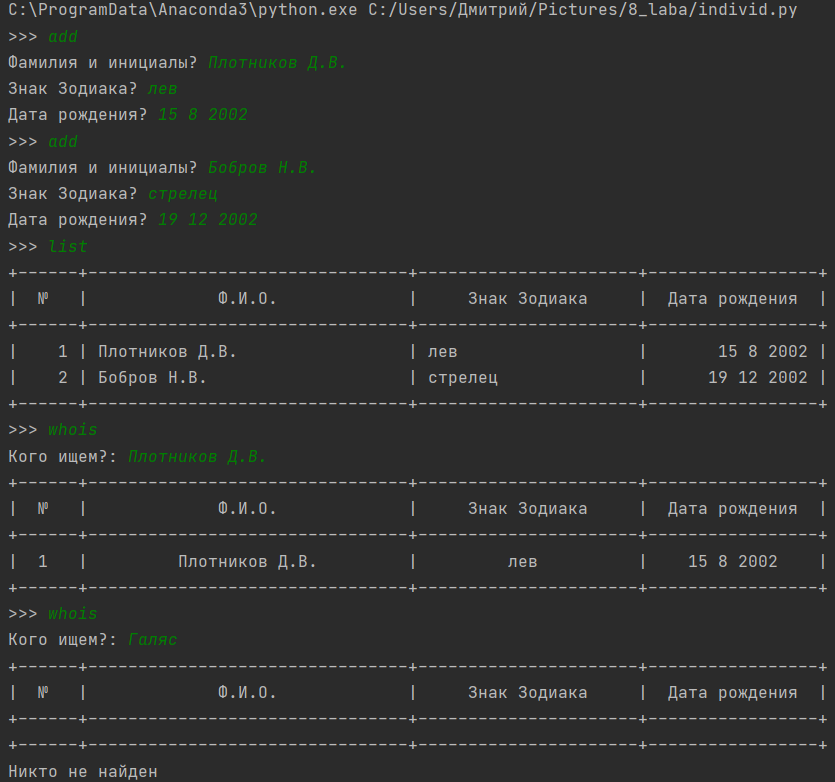 C:\ProgramData\Anaconda3\python.exe C:/Users/Дмитрий/Pictures/8_laba/individ.py
>>> add
Фамилия и инициалы? Плотников Д.В.
Знак Зодиака? лев
Дата рождения? 15 8 2002
>>> add
Фамилия и инициалы? Бобров Н.В.
Знак Зодиака? стрелец
Дата рождения? 19 12 2002
>>> list
+------+--------------------------------+----------------------+-----------------+
|  №   |             Ф.И.О.             |     Знак Зодиака     |  Дата рождения  |
+------+--------------------------------+----------------------+-----------------+
|    1 | Плотников Д.В.                 | лев                  |       15 8 2002 |
|    2 | Бобров Н.В.                    | стрелец              |      19 12 2002 |
+------+--------------------------------+----------------------+-----------------+
>>> whois
Кого ищем?: Плотников Д.В.
+------+--------------------------------+----------------------+-----------------+
|  №   |             Ф.И.О.             |     Знак Зодиака     |  Дата рождения  |
+------+--------------------------------+----------------------+-----------------+
|  1   |         Плотников Д.В.         |         лев          |    15 8 2002    |
+------+--------------------------------+----------------------+-----------------+
>>> whois
Кого ищем?: Галяс
+------+--------------------------------+----------------------+-----------------+
|  №   |             Ф.И.О.             |     Знак Зодиака     |  Дата рождения  |
+------+--------------------------------+----------------------+-----------------+
+------+--------------------------------+----------------------+-----------------+
Никто не найден